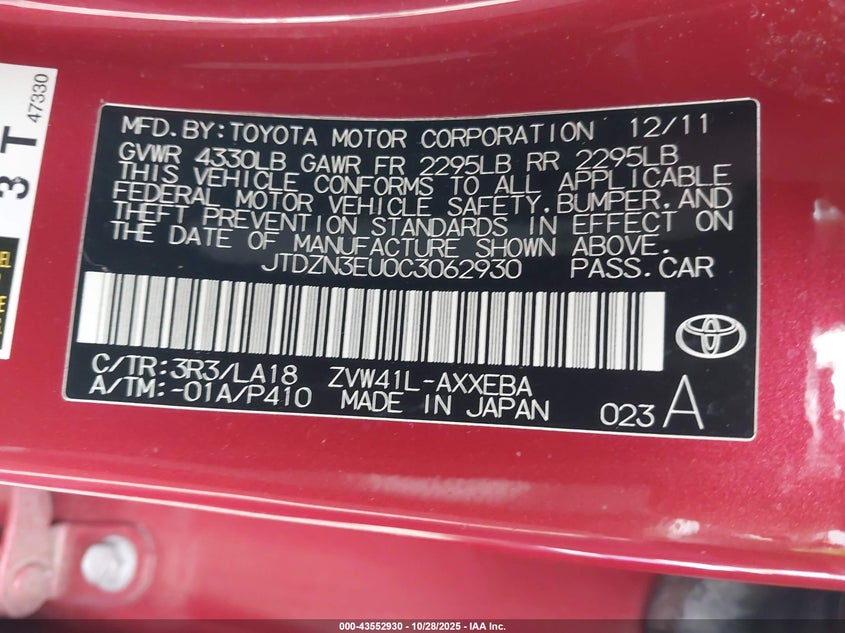 MFD.BY:TOYOTA MOTOR CORPORATION 12/11
GVWR 4330LB GAWR FR 2295LB RR 2295LB
THIS VEHICLE CONFORMS TO ALL APPLICABLE
FEDERAL MOTOR VEHICLE SAFETY,BUMPER,AND
THEFT PREVENTION STANDARDS IN EFFECT ON
THE DATE OF MANUFACTURE SHOWN ABOVE.
JTDZN3EU0C3062930 PASS.CAR
C/TR:3R3/LA18 ZVW41L-AXXEBA
A/TM:-01A/P410 MADE IN JAPAN 023 A
3 T
47330
000-43552930 - 10/28/2025 - IAA Inc.